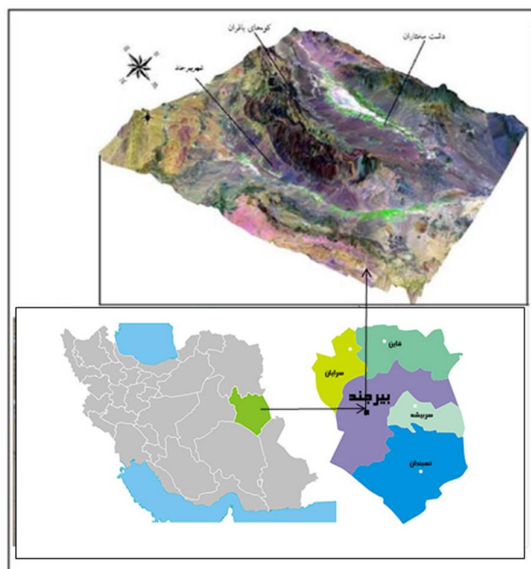 دشت مختاران
کوه‌های باقران
شهر بیرجند
قاین
سرایان
بیرجند
سربیشه
نهبندان